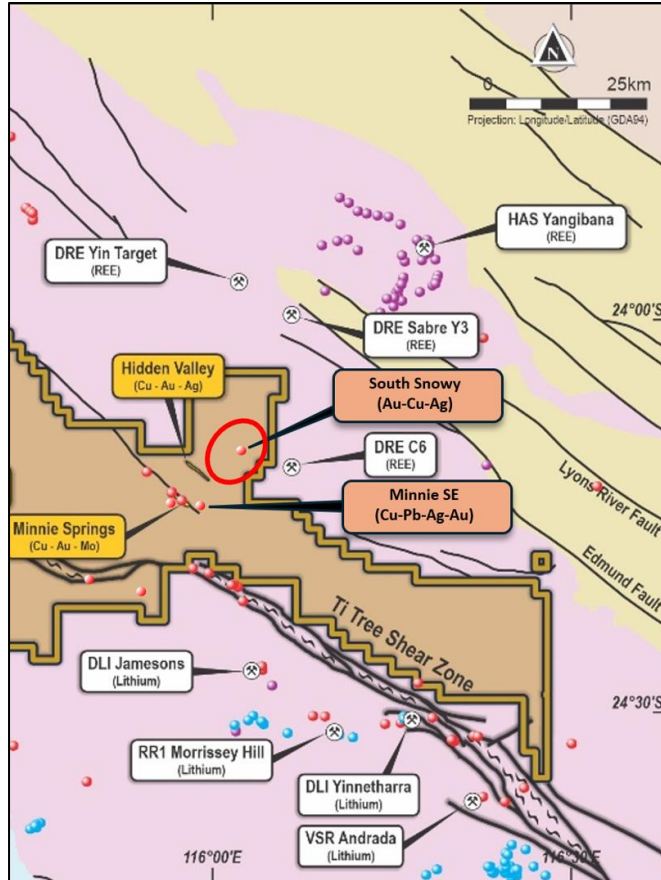 N
0 25km
Projection: Longitude/Latitude (GDA94)
HAS Yangibana
(REE)
DRE Yin Target
(REE)
24°00'S
DRE Sabre Y3
(REE)
Hidden Valley
(Cu - Au - Ag)
South Snowy
(Au-Cu-Ag)
DRE C6
(REE)
Lyons River Fault
Minnie SE
(Cu-Pb-Ag-Au)
Minnie Springs
(Cu - Au - Mo)
Edmund Fault
Ti Tree Shear Zone
DLI Jamesons
(Lithium)
24°30'S
RR1 Morrissey Hill
(Lithium)
DLI Yinnetharra
(Lithium)
VSR Andrada
(Lithium)
116°00'E
116°30'E